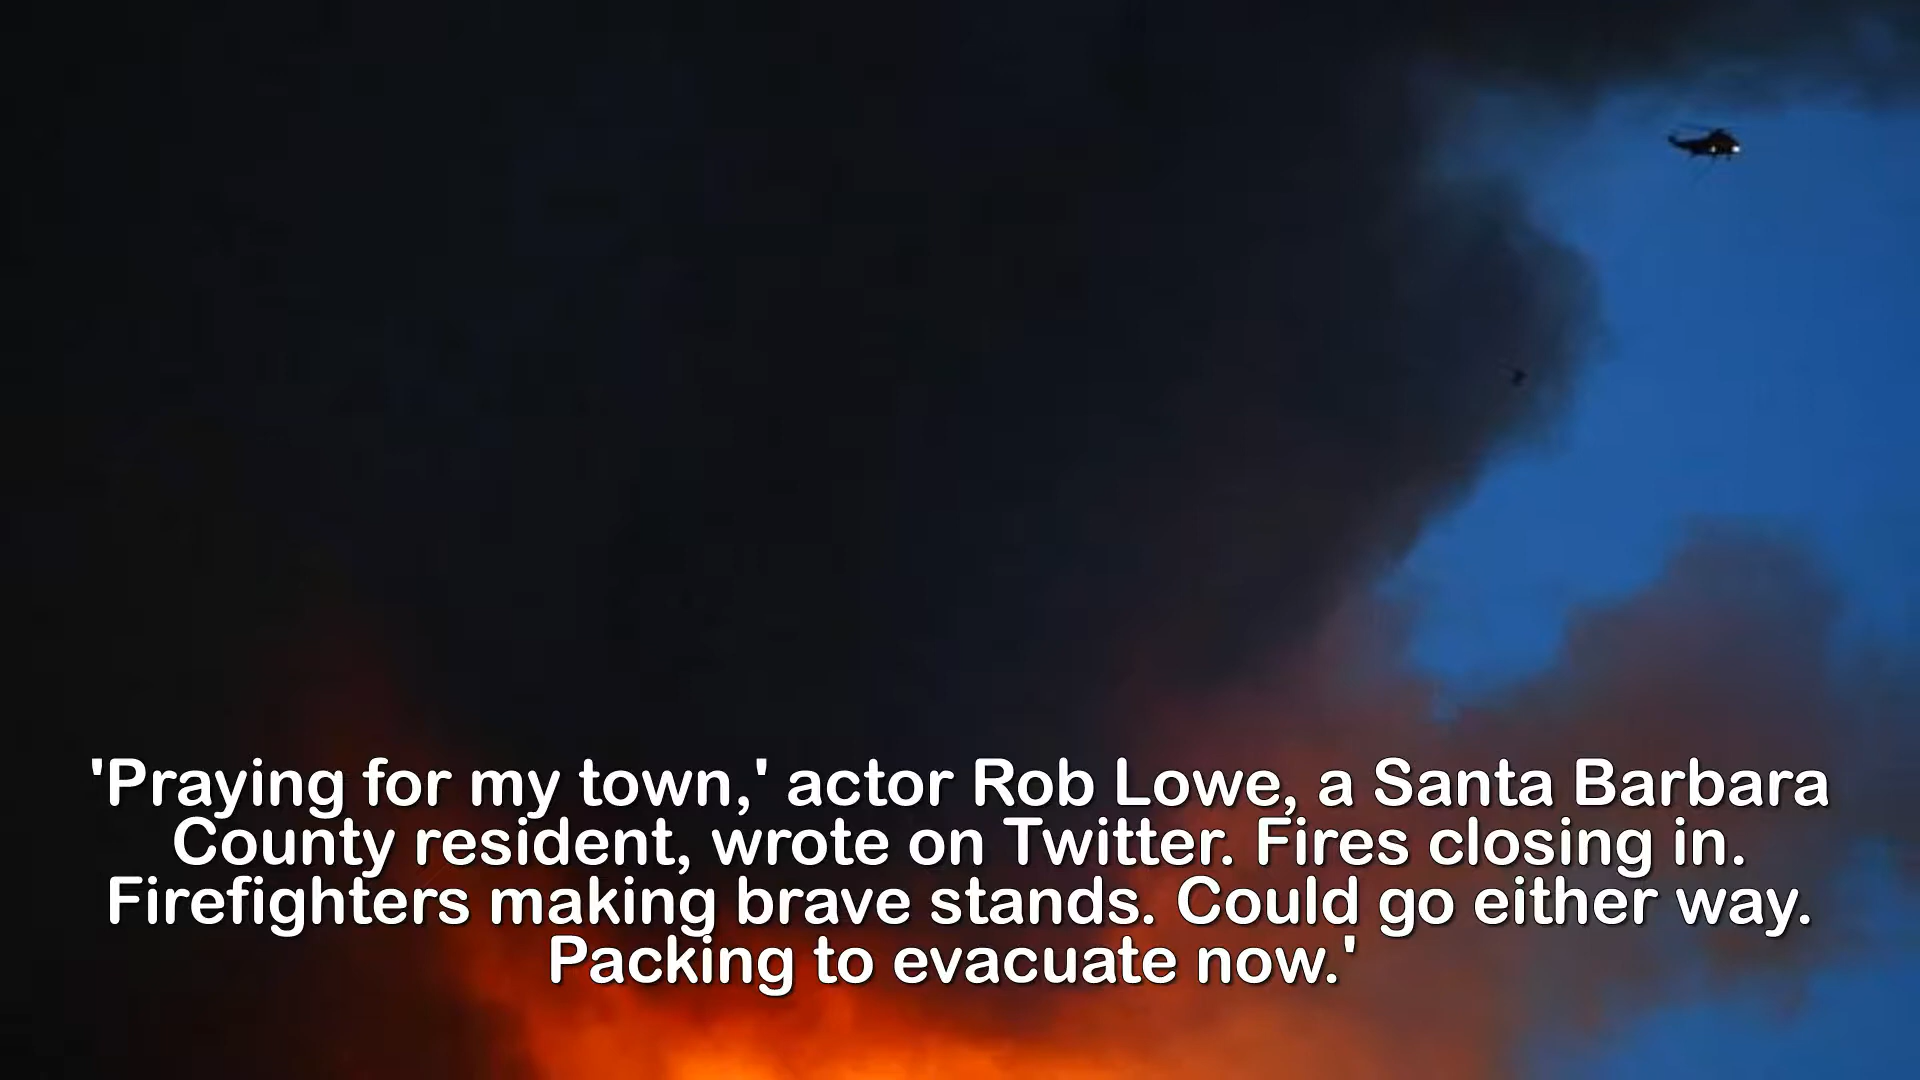 'Praying for my town,' actor Rob Lowe, a Santa Barbara
County resident, wrote on Twitter. Fires closing in.
Firefighters making brave stands. Could go either way.
Packing to evacuate now.'